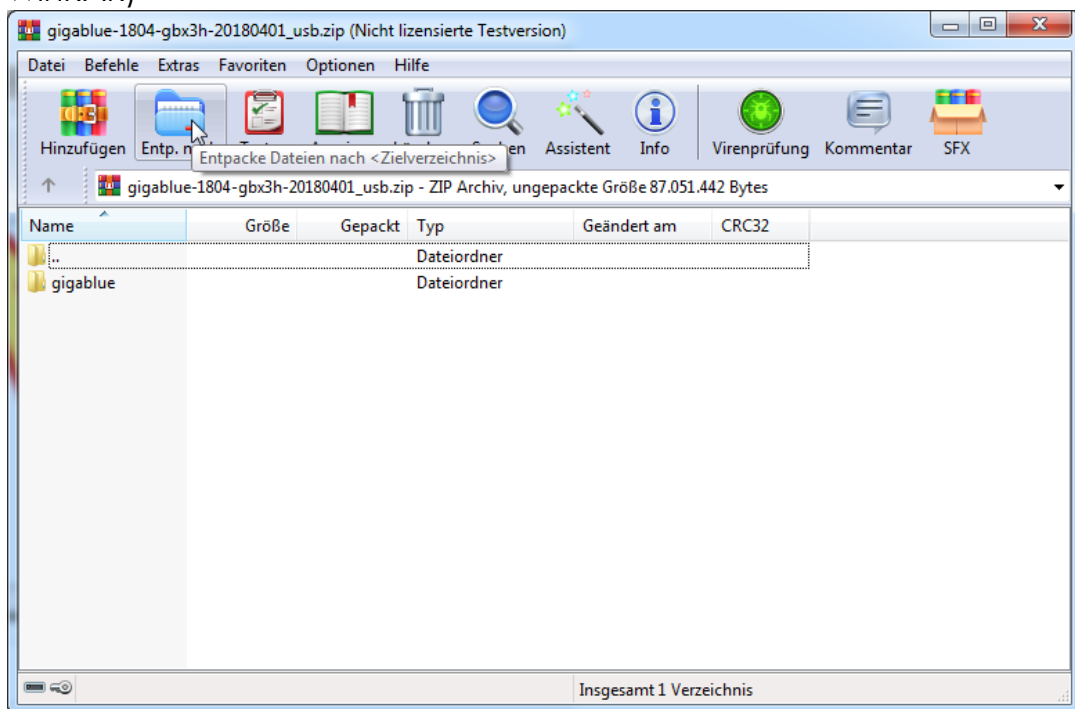 gigablue-1804-gbx3h-20180401_usb.zip (Nicht lizensierte Testversion)
Datei Befehle Extras Favoriten Optionen Hilfe
Hinzufügen Entp. Assistent Info Virenprüfung Kommentar SFX
Entpacke Dateien nach <Zielverzeichnis>
gigablue-1804-gbx3h-20180401_usb.zip - ZIP Archiv, ungepackte Größe 87.051.442 Bytes
Name Größe Gepackt Typ Geändert am CRC32
.. Dateiordner
gigablue Dateiordner
Insgesamt 1 Verzeichnis